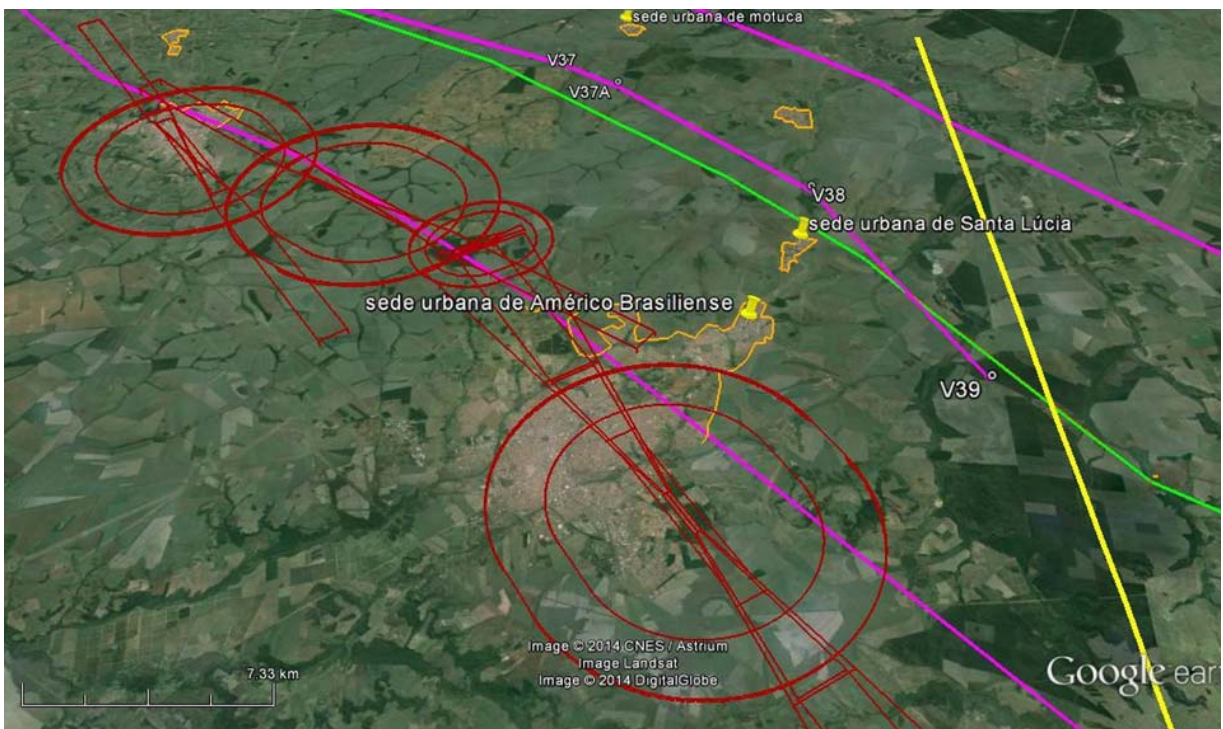 sede urbana de motuca
V37
V37A
V38
sede urbana de Santa Lúcia
sede urbana de Américo Brasiliense
V39
Image © 2014 CNES / Astrium
Image Landsat
Image © 2014 DigitalGlobe
7.33 km
Google ear